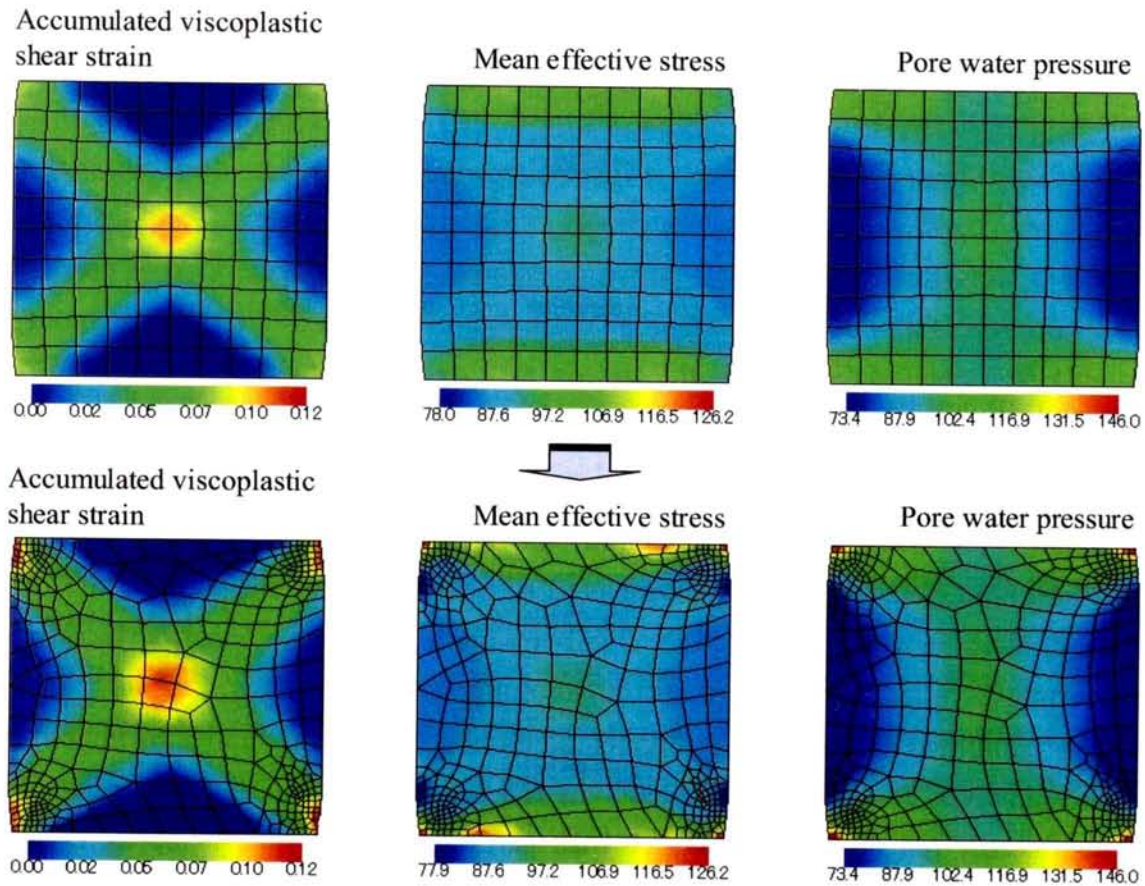 Accumulated viscoplastic
shear strain
Mean effective stress
Pore water pressure
0.00 0.02 0.05 0.07 0.10 0.12
78.0 87.6 97.2 106.9 116.5 126.2
73.4 87.9 102.4 116.9 131.5 146.0
Accumulated viscoplastic
shear strain
Mean effective stress
Pore water pressure
0.00 0.02 0.05 0.07 0.10 0.12
77.9 87.6 97.2 106.9 116.5 126.2
73.4 87.9 102.4 116.9 131.5 146.0